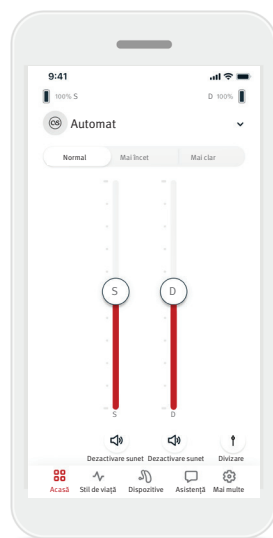 9:41
100% S
D 100%
Automat
Normal Mai încet Mai clar
S D
S D
Dezactivare sunet Dezactivare sunet Divizare
Acasă Stil de viață Dispozitive Asistență Mai multe